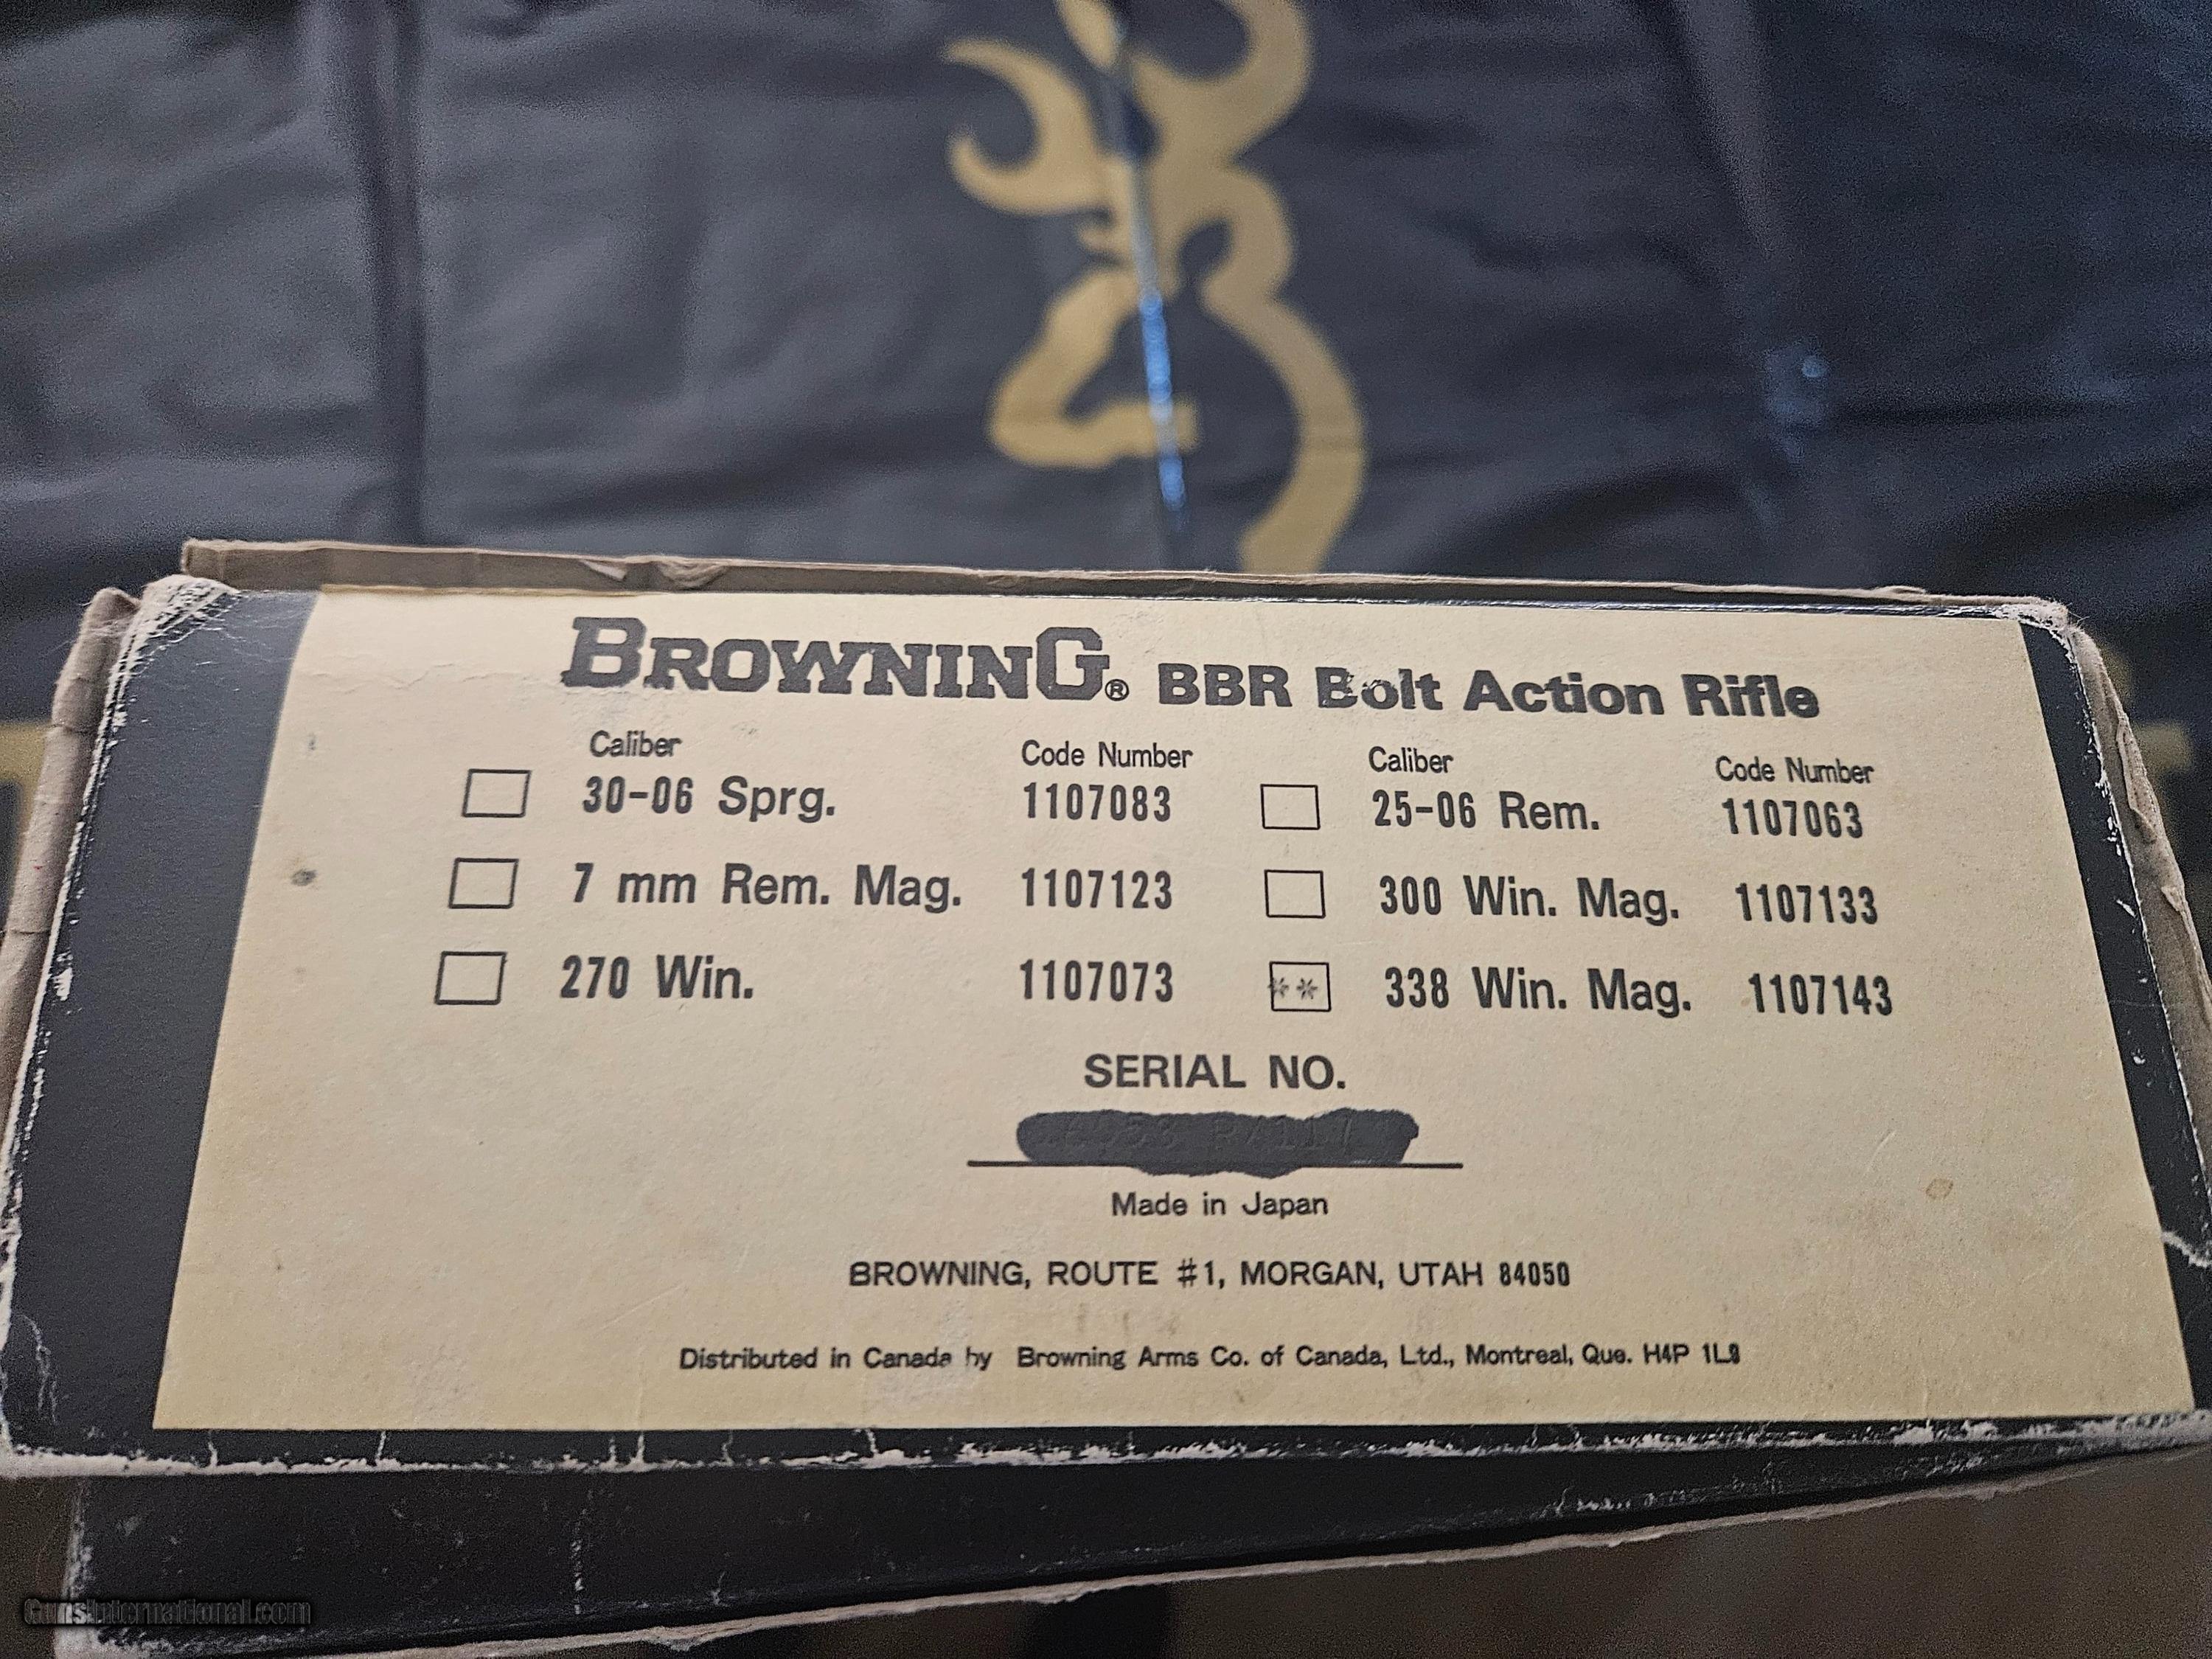 BROWNING® BBR Bolt Action Rifle
Caliber Code Number Caliber Code Number
30-06 Sprg. 1107083 25-06 Rem. 1107063
7 mm Rem. Mag. 1107123 300 Win. Mag. 1107133
270 Win. 1107073 ** 338 Win. Mag. 1107143
SERIAL NO.
Made in Japan
BROWNING, ROUTE #1, MORGAN, UTAH 84050
Distributed in Canada by Browning Arms Co. of Canada, Ltd., Montreal, Que. H4P 1L9
GunsInternational.com